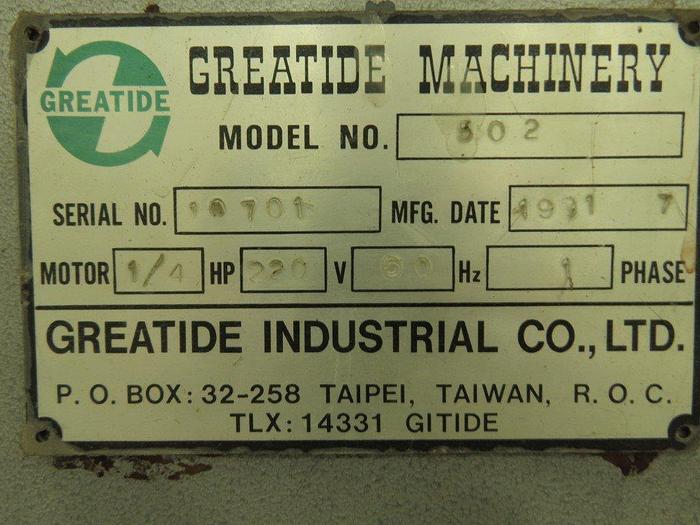 GREATIDE
GREATIDE MACHINERY
MODEL NO. 302
SERIAL NO. 10701 MFG. DATE 1991 7
MOTOR 1/4 HP 220 V 60 Hz 1 PHASE
GREATIDE INDUSTRIAL CO., LTD.
P.O. BOX: 32-258 TAIPEI, TAIWAN, R.O.C.
TLX: 14331 GITIDE